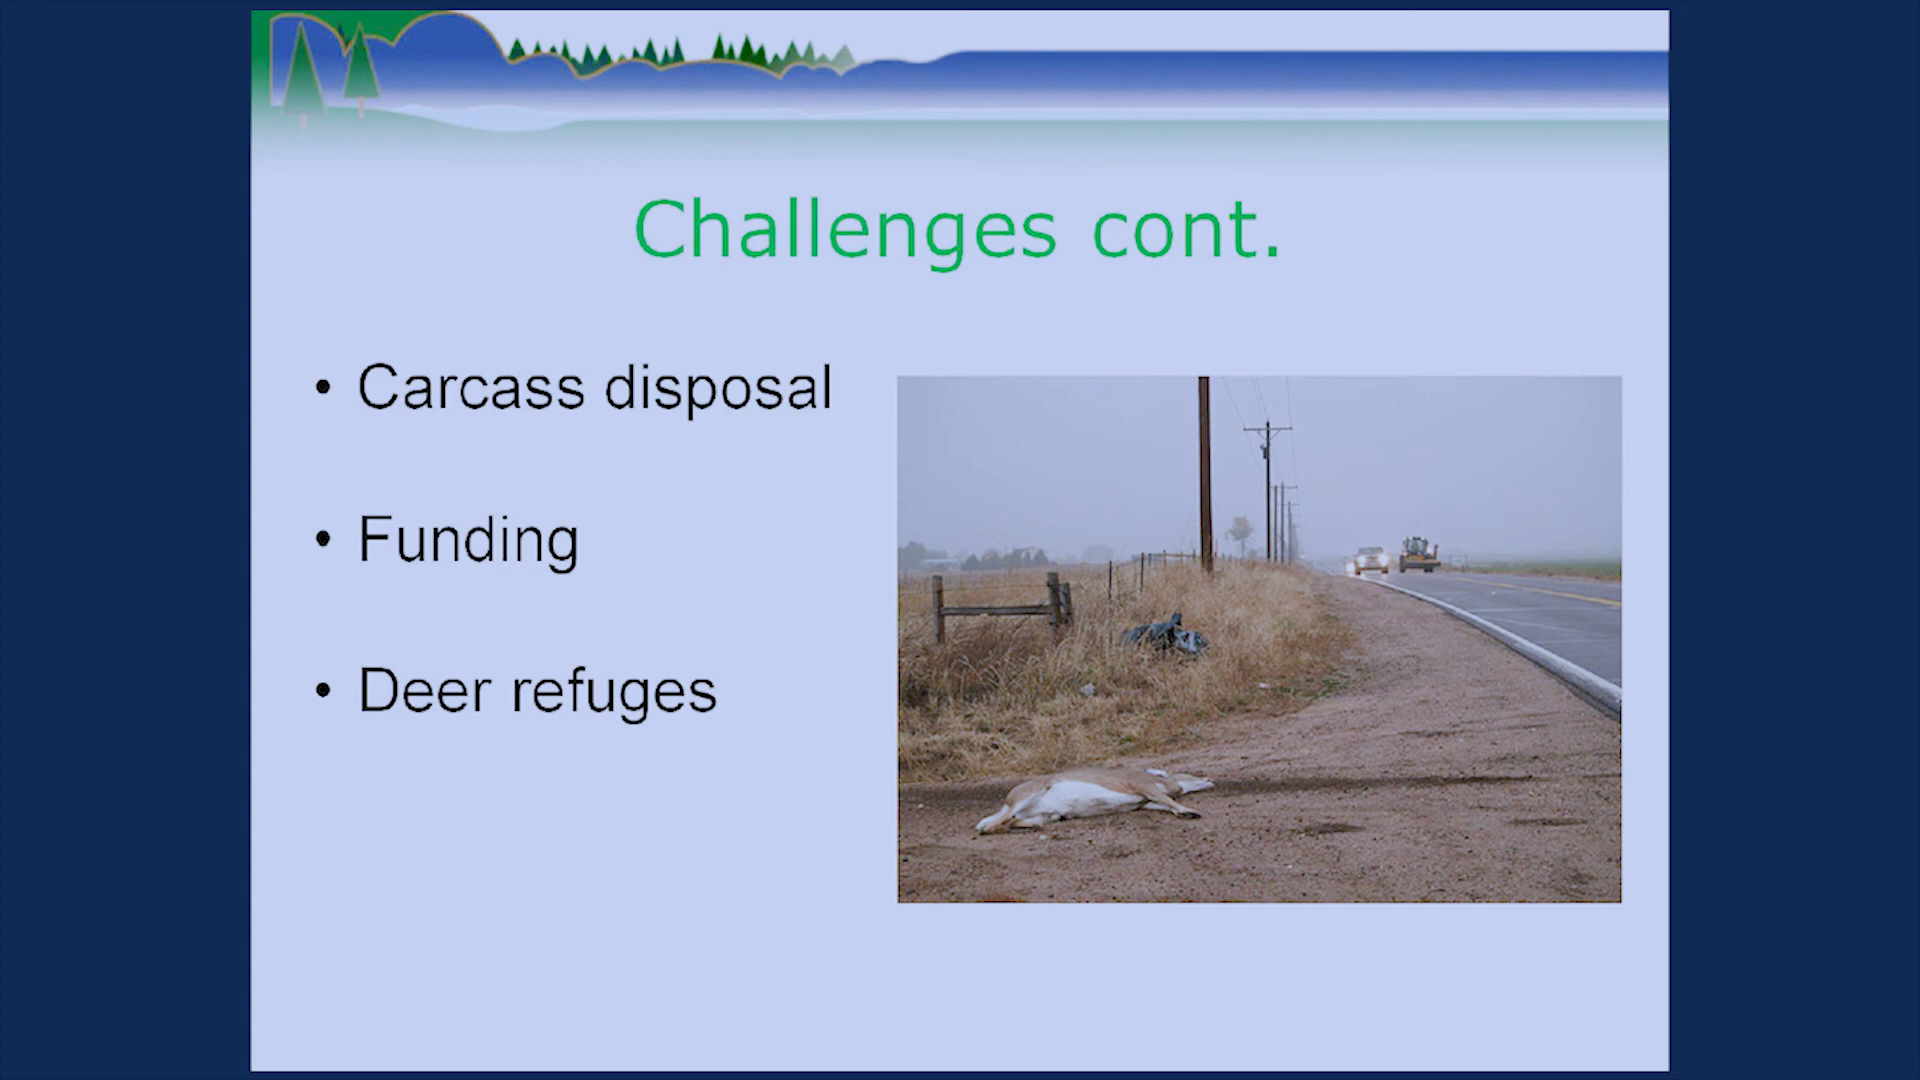 Challenges cont.
• Carcass disposal
• Funding
• Deer refuges